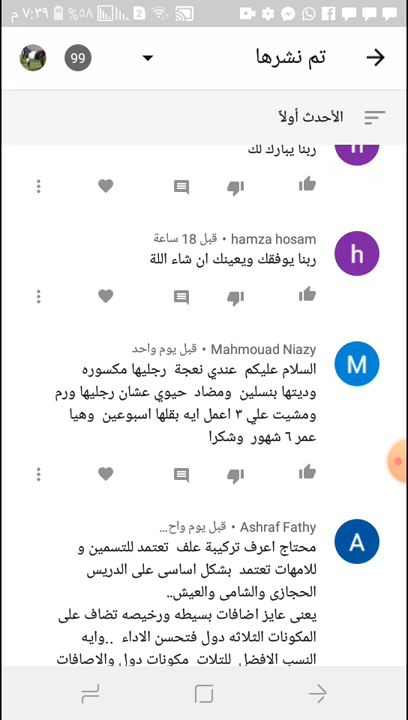 م ٧:٣٩ %٥٨ 2
تم نشرها 99
الأحدث أولاً
h
ربنا يبارك لك
hamza hosam • قبل 18 ساعة
h
ربنا يوفقك ويعينك ان شاء اللة
Mahmouad Niazy • قبل يوم واحد
M
السلام عليكم عندي نعجة رجليها مكسوره
وديتها بنسلين ومضاد حيوي عشان رجليها ورم
ومشيت علي ٣ اعمل ايه بقلها اسبوعين وهيا
عمر ٦ شهور وشكرا
Ashraf Fathy • قبل يوم واح...
A
محتاج اعرف تركيبة علف تعتمد للتسمين و
للامهات تعتمد بشكل اساسى على الدريس
الحجازى والشامى والعيش..
يعنى عايز اضافات بسيطه ورخيصه تضاف على
المكونات الثلاثه دول فتحسن الاداء ..وايه
النسب الافضل للتلات مكونات دول والاصافات